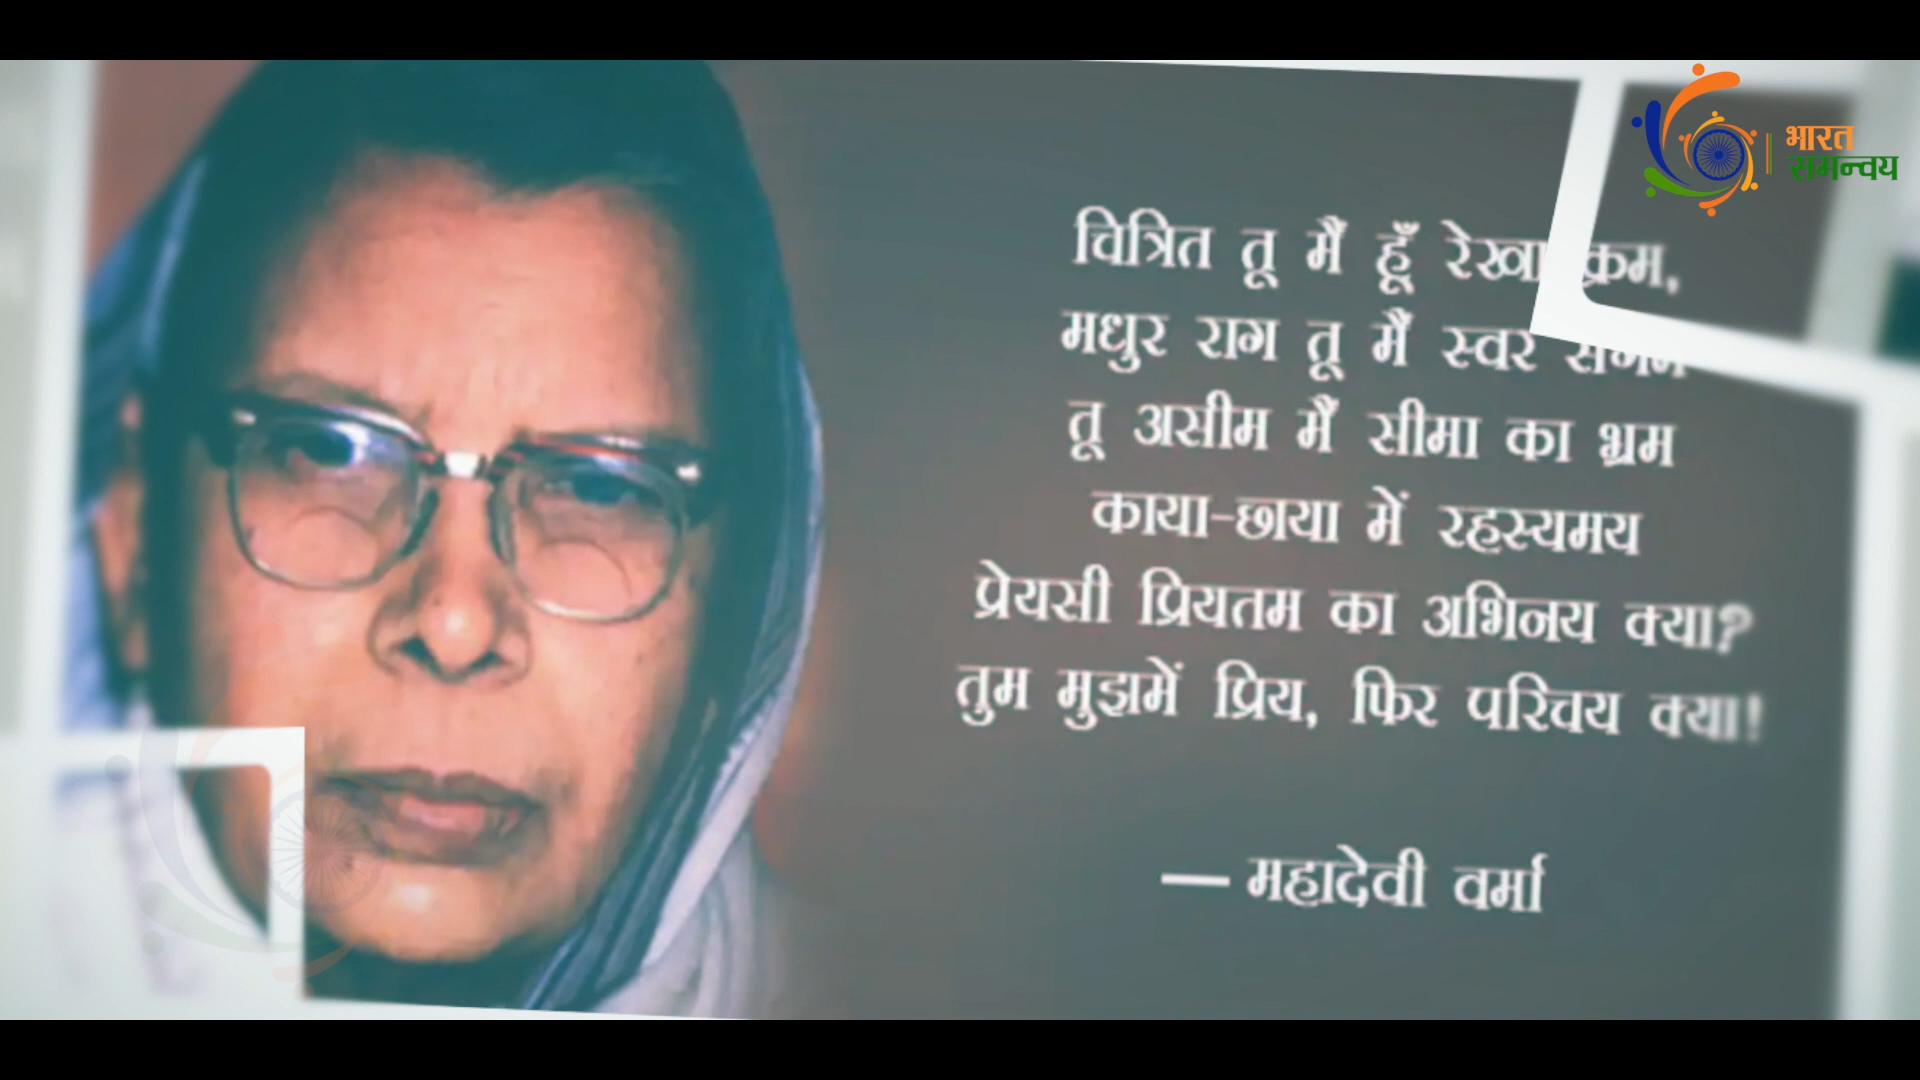 भारत
समन्वय
चित्रित तू मैं हूँ रेखा क्रम,
मधुर राग तू मैं स्वर संगम
तू असीम मैं सीमा का भ्रम
काया-छाया में रहस्यमय
प्रेयसी प्रियतम का अभिनय क्या?
तुम मुझमें प्रिय, फिर परिचय क्या!
— महादेवी वर्मा